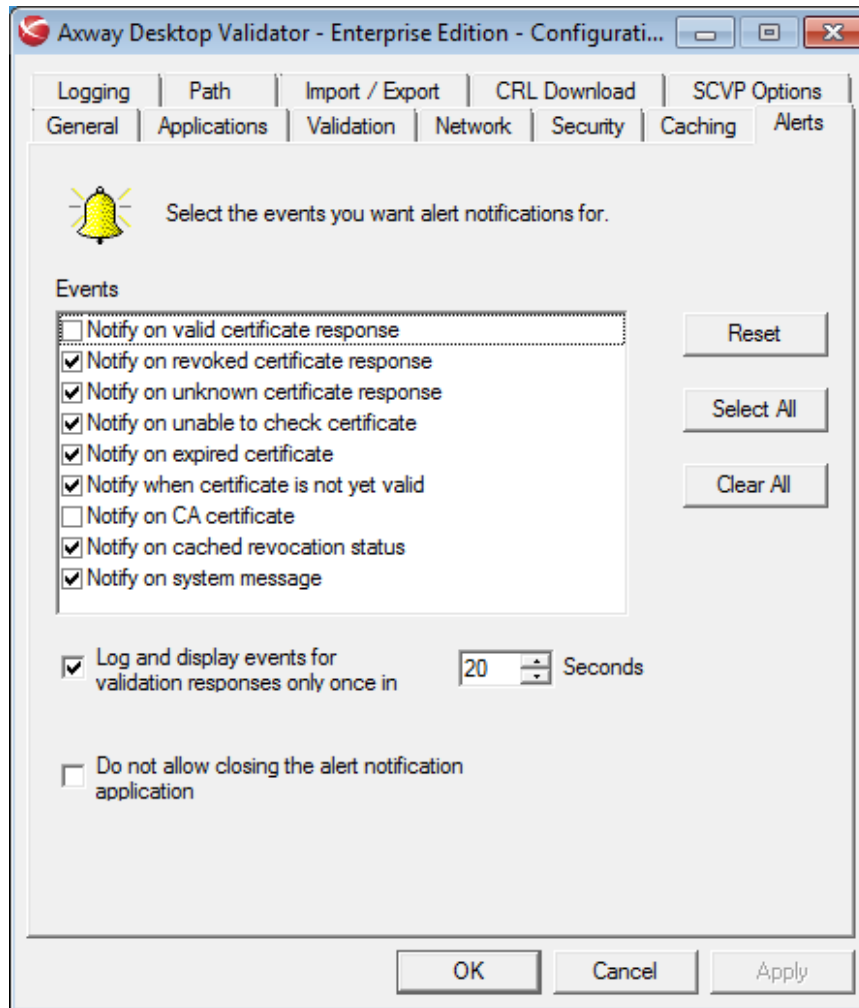 Axway Desktop Validator - Enterprise Edition - Configurati...
Logging Path Import / Export CRL Download SCVP Options
General Applications Validation Network Security Caching Alerts
Select the events you want alert notifications for.
Events
Notify on valid certificate response
Notify on revoked certificate response
Notify on unknown certificate response
Notify on unable to check certificate
Notify on expired certificate
Notify when certificate is not yet valid
Notify on CA certificate
Notify on cached revocation status
Notify on system message
Reset
Select All
Clear All
Log and display events for
validation responses only once in
20 Seconds
Do not allow closing the alert notification
application
OK Cancel Apply